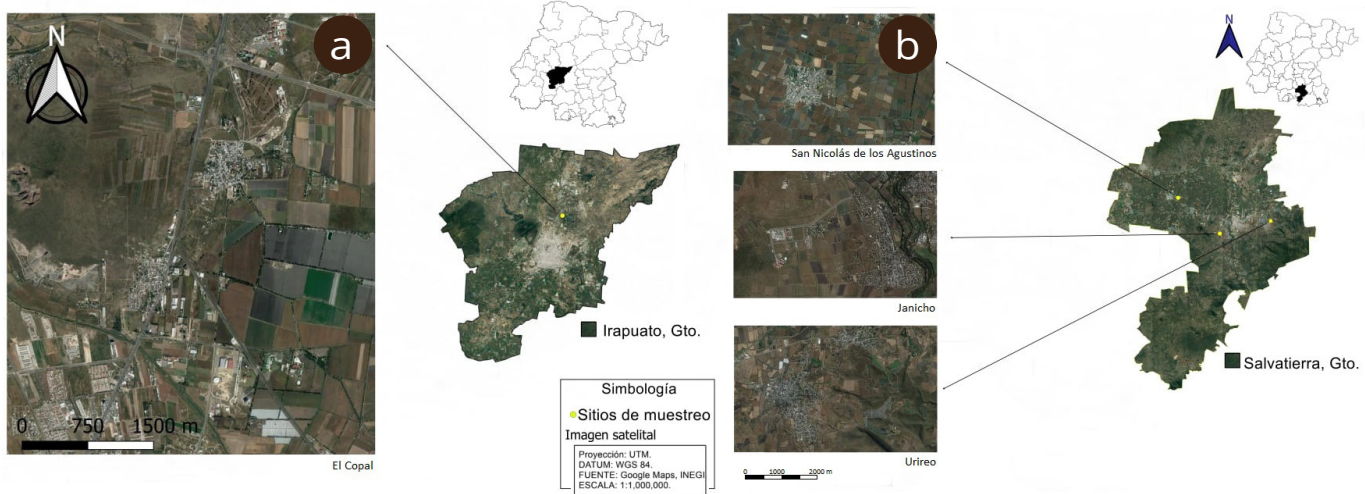 a
N
0 750 1500 m
El Copal
Irapuato, Gto.
Simbología
Sitios de muestreo
Imagen satelital
Proyección: UTM.
DATUM: WGS 84.
FUENTE: Google Maps, INEGI
ESCALA: 1:1,000,000.
b
San Nicolás de los Agustinos
Janicho
Urireo
0 1000 2000 m
N
Salvatierra, Gto.